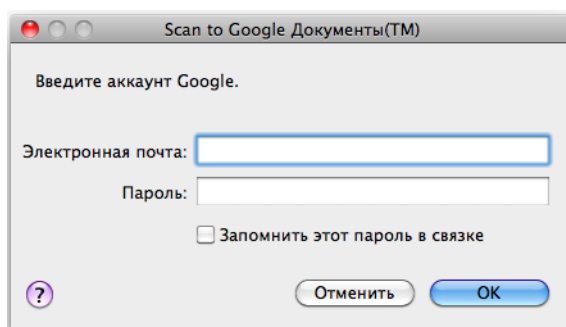 Scan to Google Документы(TM)
Введите аккаунт Google.
Электронная почта:
Пароль:
Запомнить этот пароль в связке
?
Отменить
OK